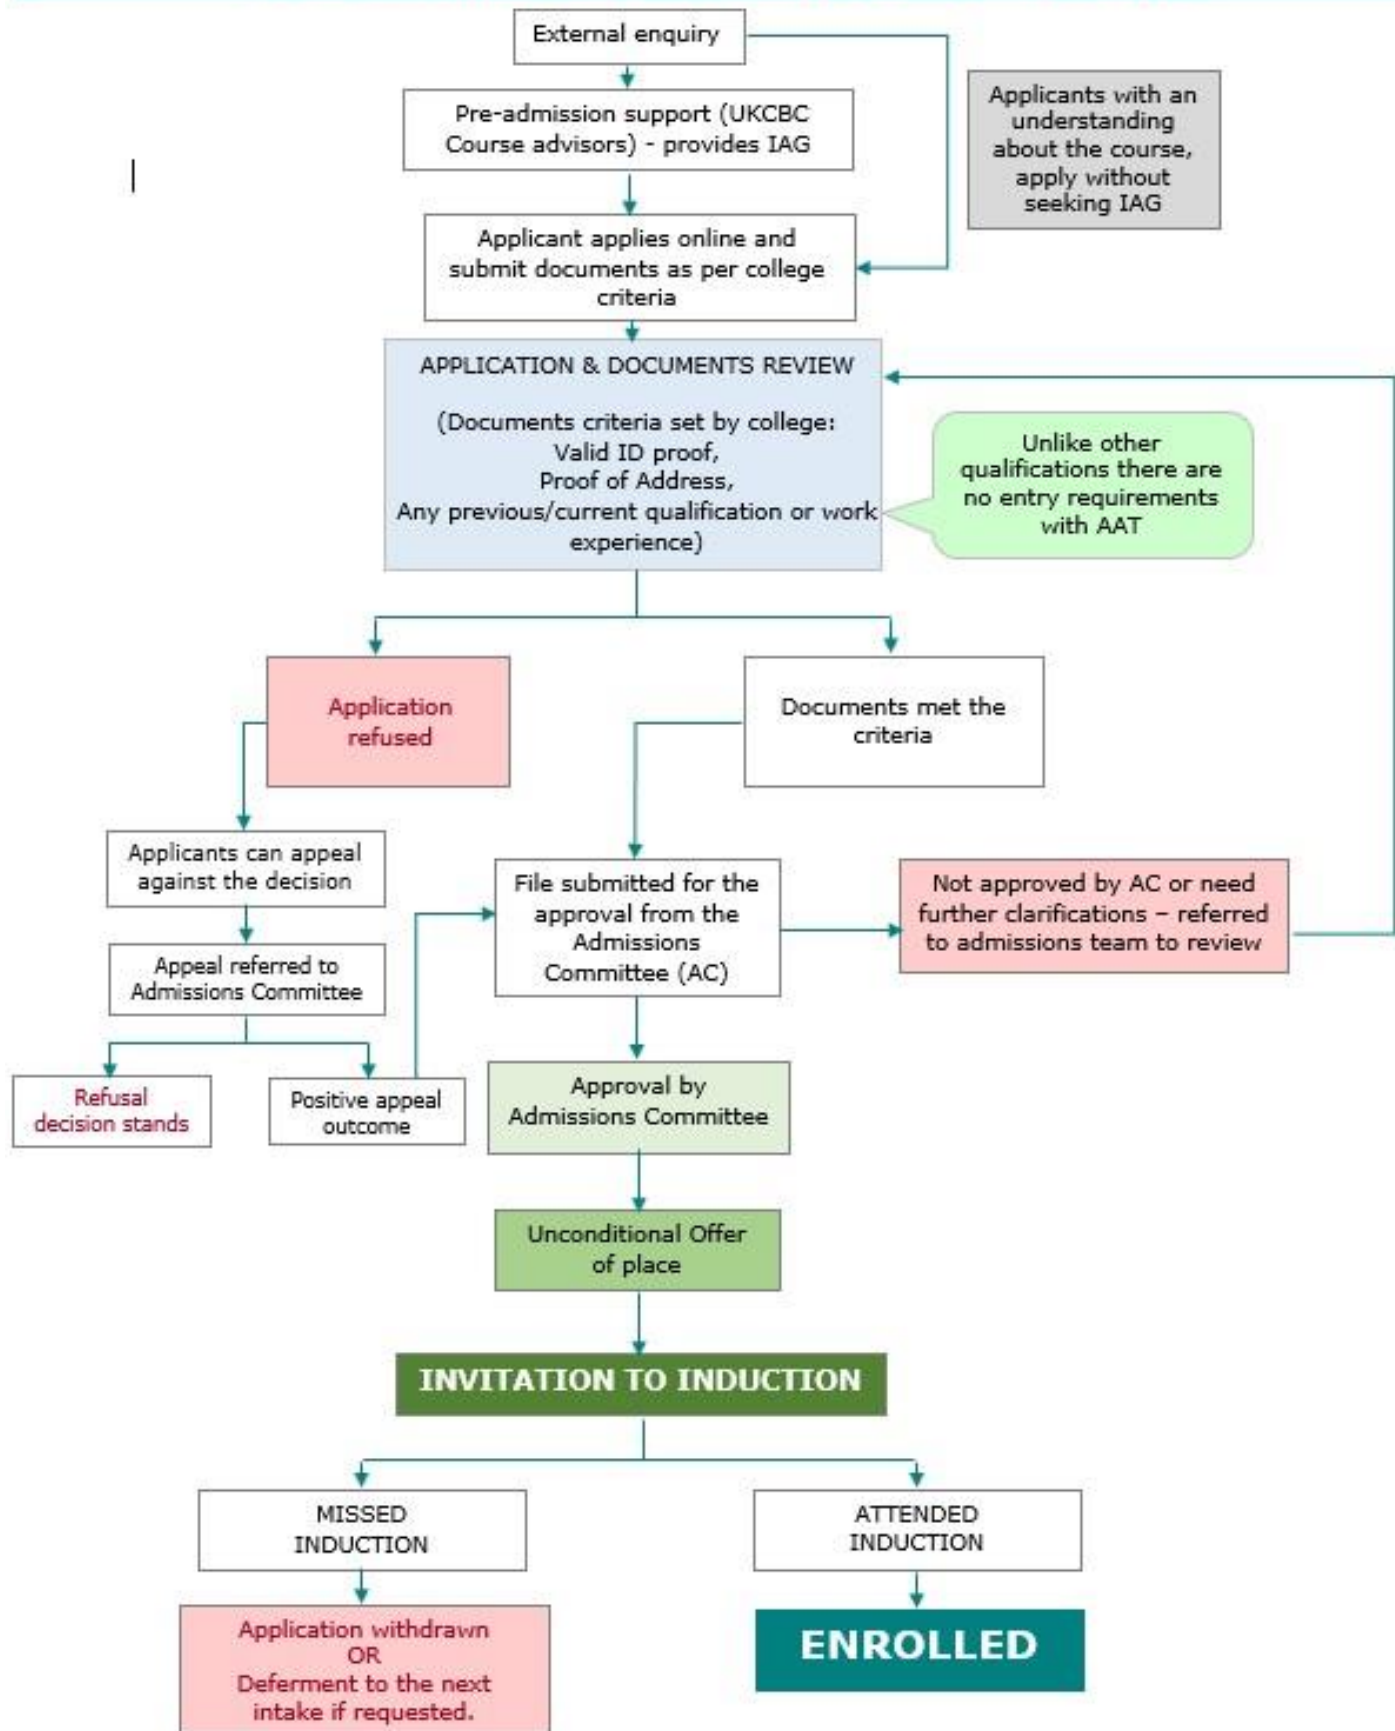 External enquiry
Pre-admission support (UKCBC
Course advisors) - provides IAG
Applicants with an
understanding
about the course,
apply without
seeking IAG
Applicant applies online and
submit documents as per college
criteria
APPLICATION & DOCUMENTS REVIEW
(Documents criteria set by college:
Valid ID proof,
Proof of Address,
Any previous/current qualification or work
experience)
Unlike other
qualifications there are
no entry requirements
with AAT
Application
refused
Documents met the
criteria
Applicants can appeal
against the decision
File submitted for the
approval from the
Admissions
Committee (AC)
Not approved by AC or need
further clarifications – referred
to admissions team to review
Appeal referred to
Admissions Committee
Refusal
decision stands
Positive appeal
outcome
Approval by
Admissions Committee
Unconditional Offer
of place
INVITATION TO INDUCTION
MISSED
INDUCTION
ATTENDED
INDUCTION
Application withdrawn
OR
Deferment to the next
intake if requested.
ENROLLED